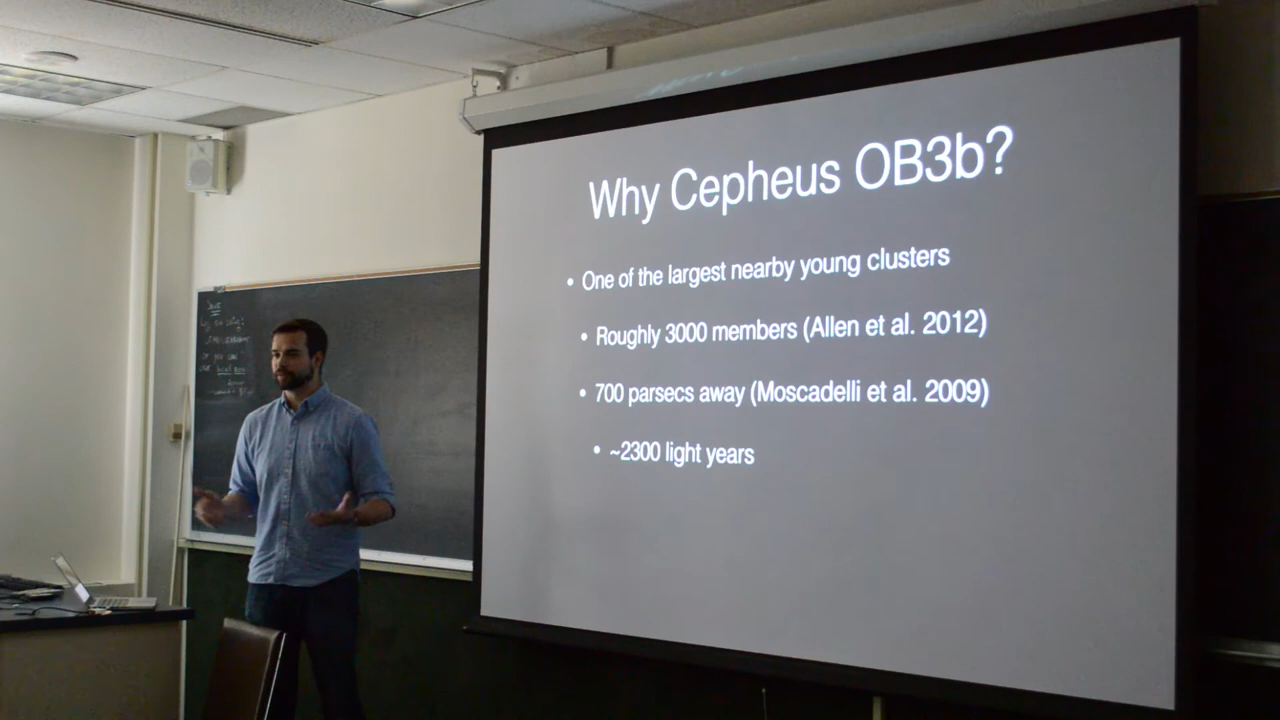 Why Cepheus OB3b?
• One of the largest nearby young clusters
• Roughly 3000 members (Allen et al. 2012)
• 700 parsecs away (Moscadelli et al. 2009)
• ~2300 light years